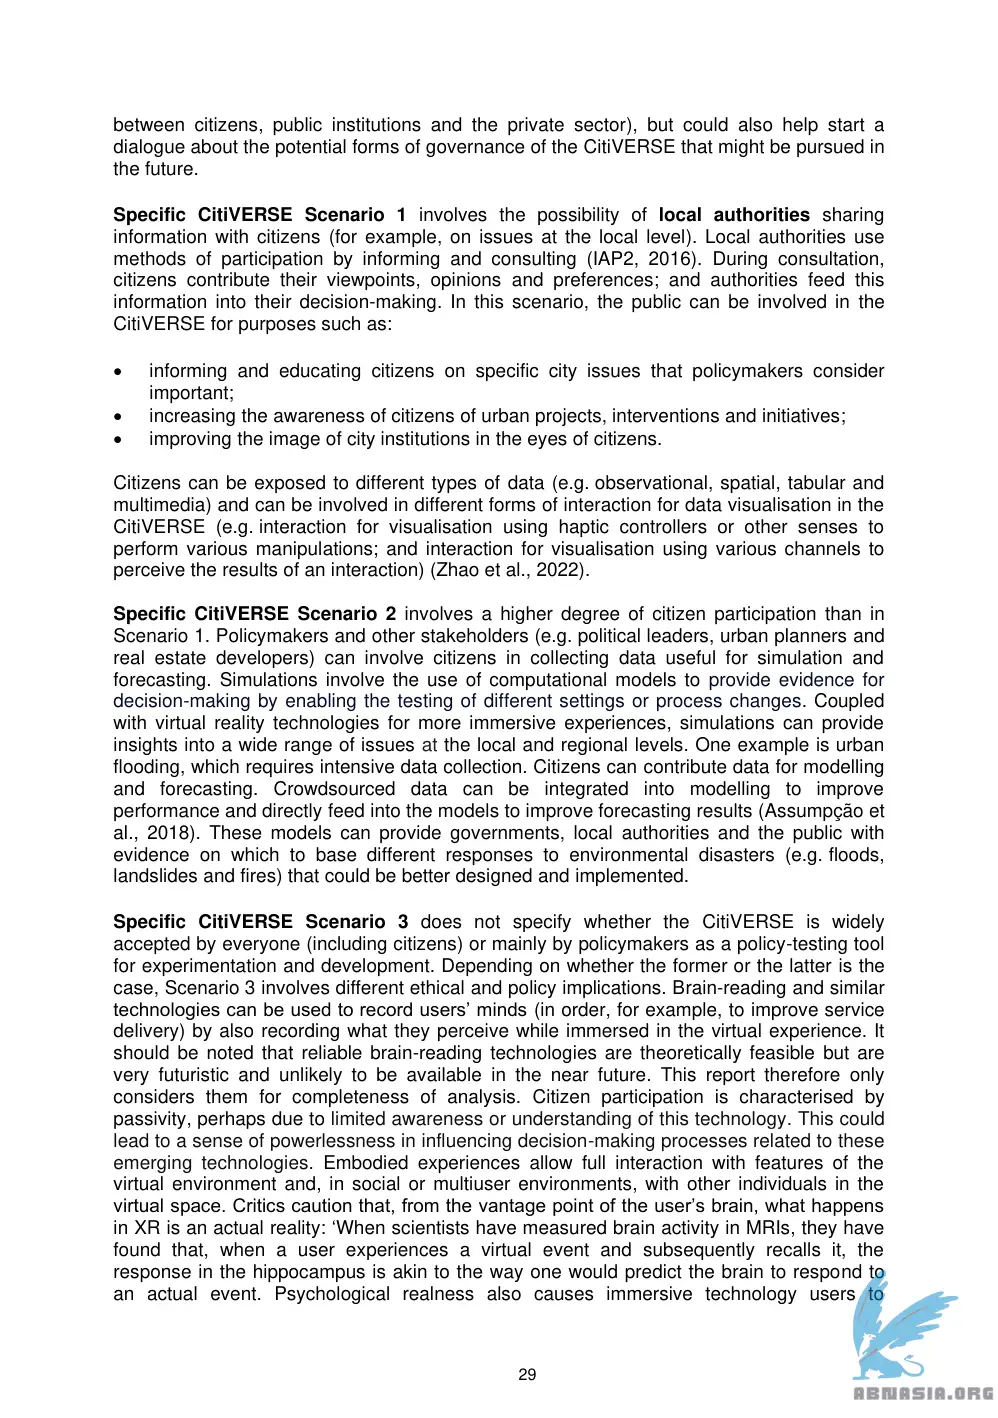 between citizens, public institutions and the private sector), but could also help start a
dialogue about the potential forms of governance of the CitiVERSE that might be pursued in
the future.
Specific CitiVERSE Scenario 1 involves the possibility of local authorities sharing
information with citizens (for example, on issues at the local level). Local authorities use
methods of participation by informing and consulting (IAP2, 2016). During consultation,
citizens contribute their viewpoints, opinions and preferences; and authorities feed this
information into their decision-making. In this scenario, the public can be involved in the
CitiVERSE for purposes such as:
• informing and educating citizens on specific city issues that policymakers consider
important;
• increasing the awareness of citizens of urban projects, interventions and initiatives;
• improving the image of city institutions in the eyes of citizens.
Citizens can be exposed to different types of data (e.g. observational, spatial, tabular and
multimedia) and can be involved in different forms of interaction for data visualisation in the
CitiVERSE (e.g. interaction for visualisation using haptic controllers or other senses to
perform various manipulations; and interaction for visualisation using various channels to
perceive the results of an interaction) (Zhao et al., 2022).
Specific CitiVERSE Scenario 2 involves a higher degree of citizen participation than in
Scenario 1. Policymakers and other stakeholders (e.g. political leaders, urban planners and
real estate developers) can involve citizens in collecting data useful for simulation and
forecasting. Simulations involve the use of computational models to provide evidence for
decision-making by enabling the testing of different settings or process changes. Coupled
with virtual reality technologies for more immersive experiences, simulations can provide
insights into a wide range of issues at the local and regional levels. One example is urban
flooding, which requires intensive data collection. Citizens can contribute data for modelling
and forecasting. Crowdsourced data can be integrated into modelling to improve
performance and directly feed into the models to improve forecasting results (Assumpção et
al., 2018). These models can provide governments, local authorities and the public with
evidence on which to base different responses to environmental disasters (e.g. floods,
landslides and fires) that could be better designed and implemented.
Specific CitiVERSE Scenario 3 does not specify whether the CitiVERSE is widely
accepted by everyone (including citizens) or mainly by policymakers as a policy-testing tool
for experimentation and development. Depending on whether the former or the latter is the
case, Scenario 3 involves different ethical and policy implications. Brain-reading and similar
technologies can be used to record users’ minds (in order, for example, to improve service
delivery) by also recording what they perceive while immersed in the virtual experience. It
should be noted that reliable brain-reading technologies are theoretically feasible but are
very futuristic and unlikely to be available in the near future. This report therefore only
considers them for completeness of analysis. Citizen participation is characterised by
passivity, perhaps due to limited awareness or understanding of this technology. This could
lead to a sense of powerlessness in influencing decision-making processes related to these
emerging technologies. Embodied experiences allow full interaction with features of the
virtual environment and, in social or multiuser environments, with other individuals in the
virtual space. Critics caution that, from the vantage point of the user’s brain, what happens
in XR is an actual reality: ‘When scientists have measured brain activity in MRIs, they have
found that, when a user experiences a virtual event and subsequently recalls it, the
response in the hippocampus is akin to the way one would predict the brain to respond to
an actual event. Psychological realness also causes immersive technology users to
29
ABNASIA.ORG